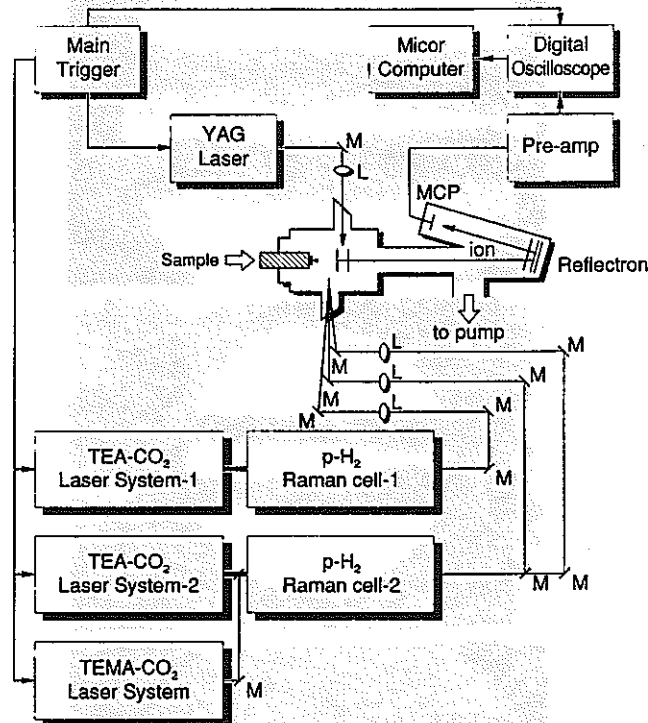 Main
Trigger
Micor
Computer
Digital
Oscilloscope
YAG
Laser
M
L
Pre-amp
MCP
Sample
ion
Reflectron
to pump
L
M
M
L
M
M
L
M
M
TEA-CO₂
Laser System-1
p-H₂
Raman cell-1
M
TEA-CO₂
Laser System-2
p-H₂
Raman cell-2
M
M
TEMA-CO₂
Laser System
M